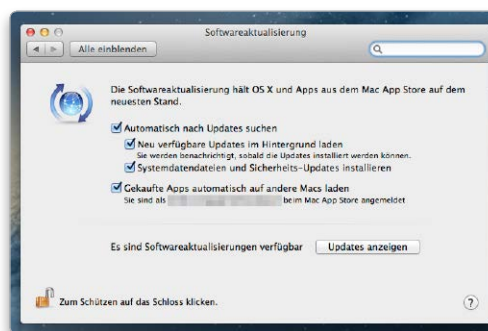 Softwareaktualisierung
Alle einblenden
Die Softwareaktualisierung hält OS X und Apps aus dem Mac App Store auf dem
neuesten Stand.
Automatisch nach Updates suchen
Neu verfügbare Updates im Hintergrund laden
Sie werden benachrichtigt, sobald die Updates installiert werden können.
Systemdatendateien und Sicherheits-Updates installieren
Gekaufte Apps automatisch auf andere Macs laden
Sie sind als beim Mac App Store angemeldet
Es sind Softwareaktualisierungen verfügbar Updates anzeigen
Zum Schützen auf das Schloss klicken. ?